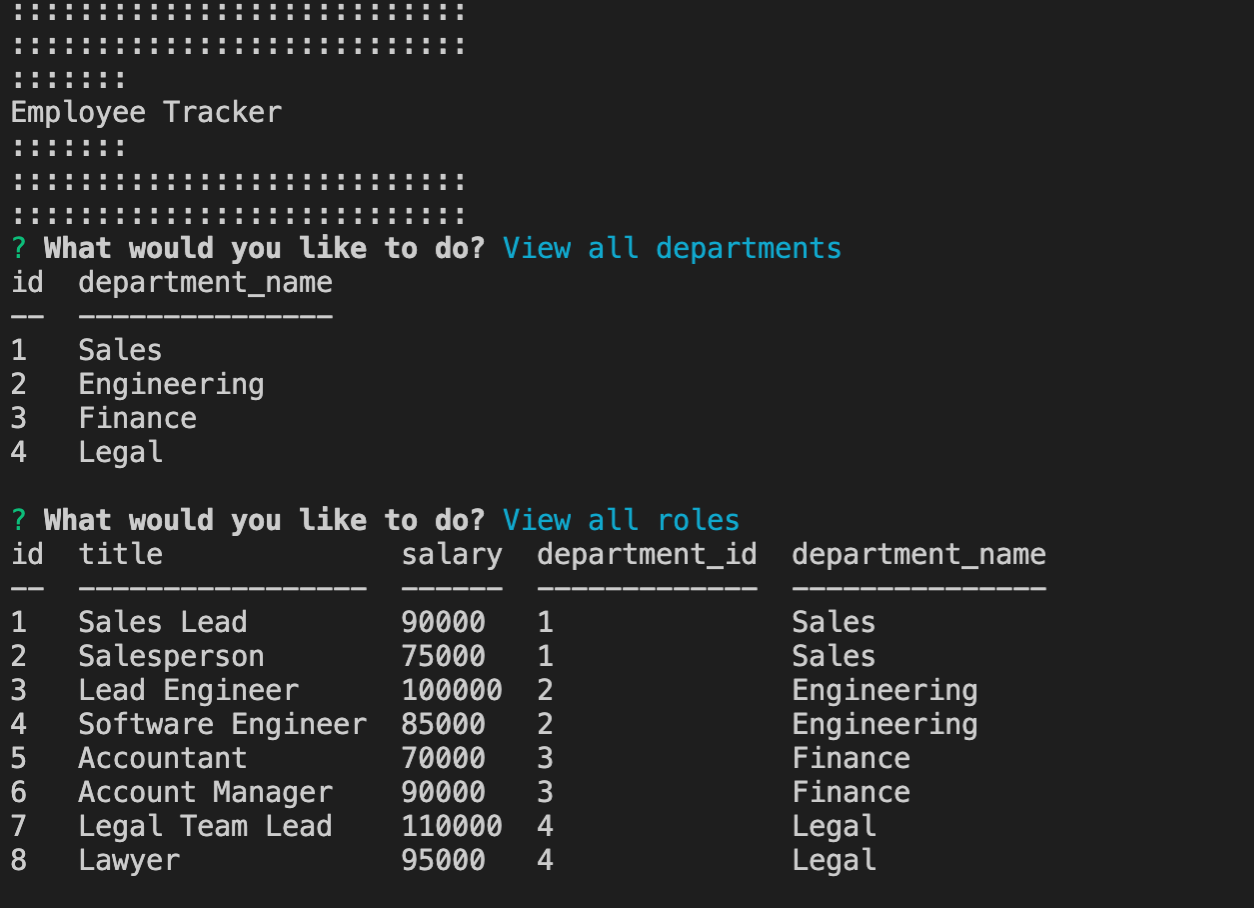 :::::::::::::::::::::::::::
:::::::::::::::::::::::::::
:::::::
Employee Tracker
:::::::
:::::::::::::::::::::::::::
:::::::::::::::::::::::::::
? What would you like to do? View all departments
id  department_name
--  ---------------
1   Sales
2   Engineering
3   Finance
4   Legal

? What would you like to do? View all roles
id  title              salary  department_id  department_name
--  -----------------  ------  -------------  ---------------
1   Sales Lead         90000   1              Sales
2   Salesperson        75000   1              Sales
3   Lead Engineer      100000  2              Engineering
4   Software Engineer  85000   2              Engineering
5   Accountant         70000   3              Finance
6   Account Manager    90000   3              Finance
7   Legal Team Lead    110000  4              Legal
8   Lawyer             95000   4              Legal